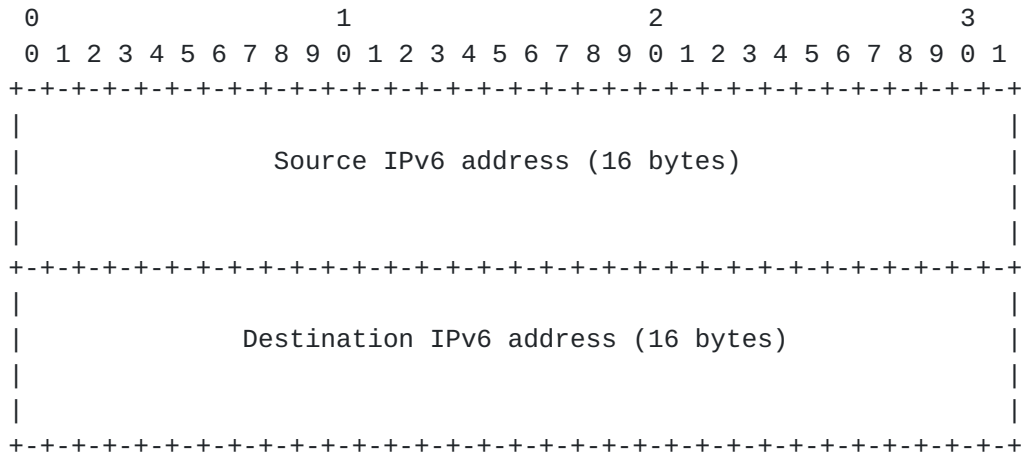 0                   1                   2                   3
 0 1 2 3 4 5 6 7 8 9 0 1 2 3 4 5 6 7 8 9 0 1 2 3 4 5 6 7 8 9 0 1
+-+-+-+-+-+-+-+-+-+-+-+-+-+-+-+-+-+-+-+-+-+-+-+-+-+-+-+-+-+-+-+-+
|                                                               |
|                Source IPv6 address (16 bytes)                 |
|                                                               |
|                                                               |
+-+-+-+-+-+-+-+-+-+-+-+-+-+-+-+-+-+-+-+-+-+-+-+-+-+-+-+-+-+-+-+-+
|                                                               |
|              Destination IPv6 address (16 bytes)              |
|                                                               |
|                                                               |
+-+-+-+-+-+-+-+-+-+-+-+-+-+-+-+-+-+-+-+-+-+-+-+-+-+-+-+-+-+-+-+-+